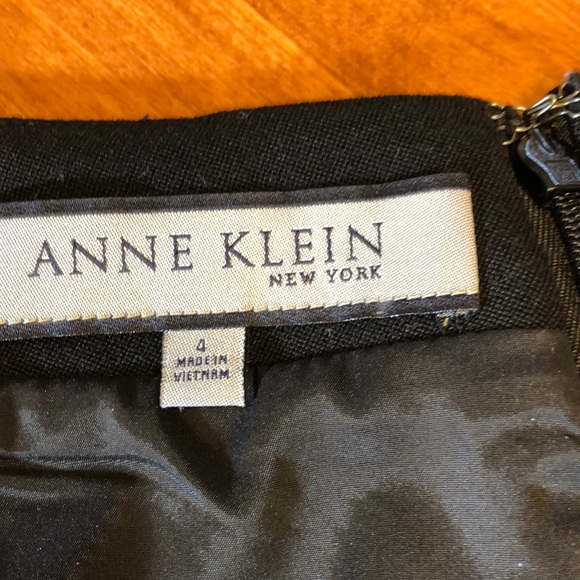 ANNE KLEIN
NEW YORK
4
MADE IN
VIETNAM